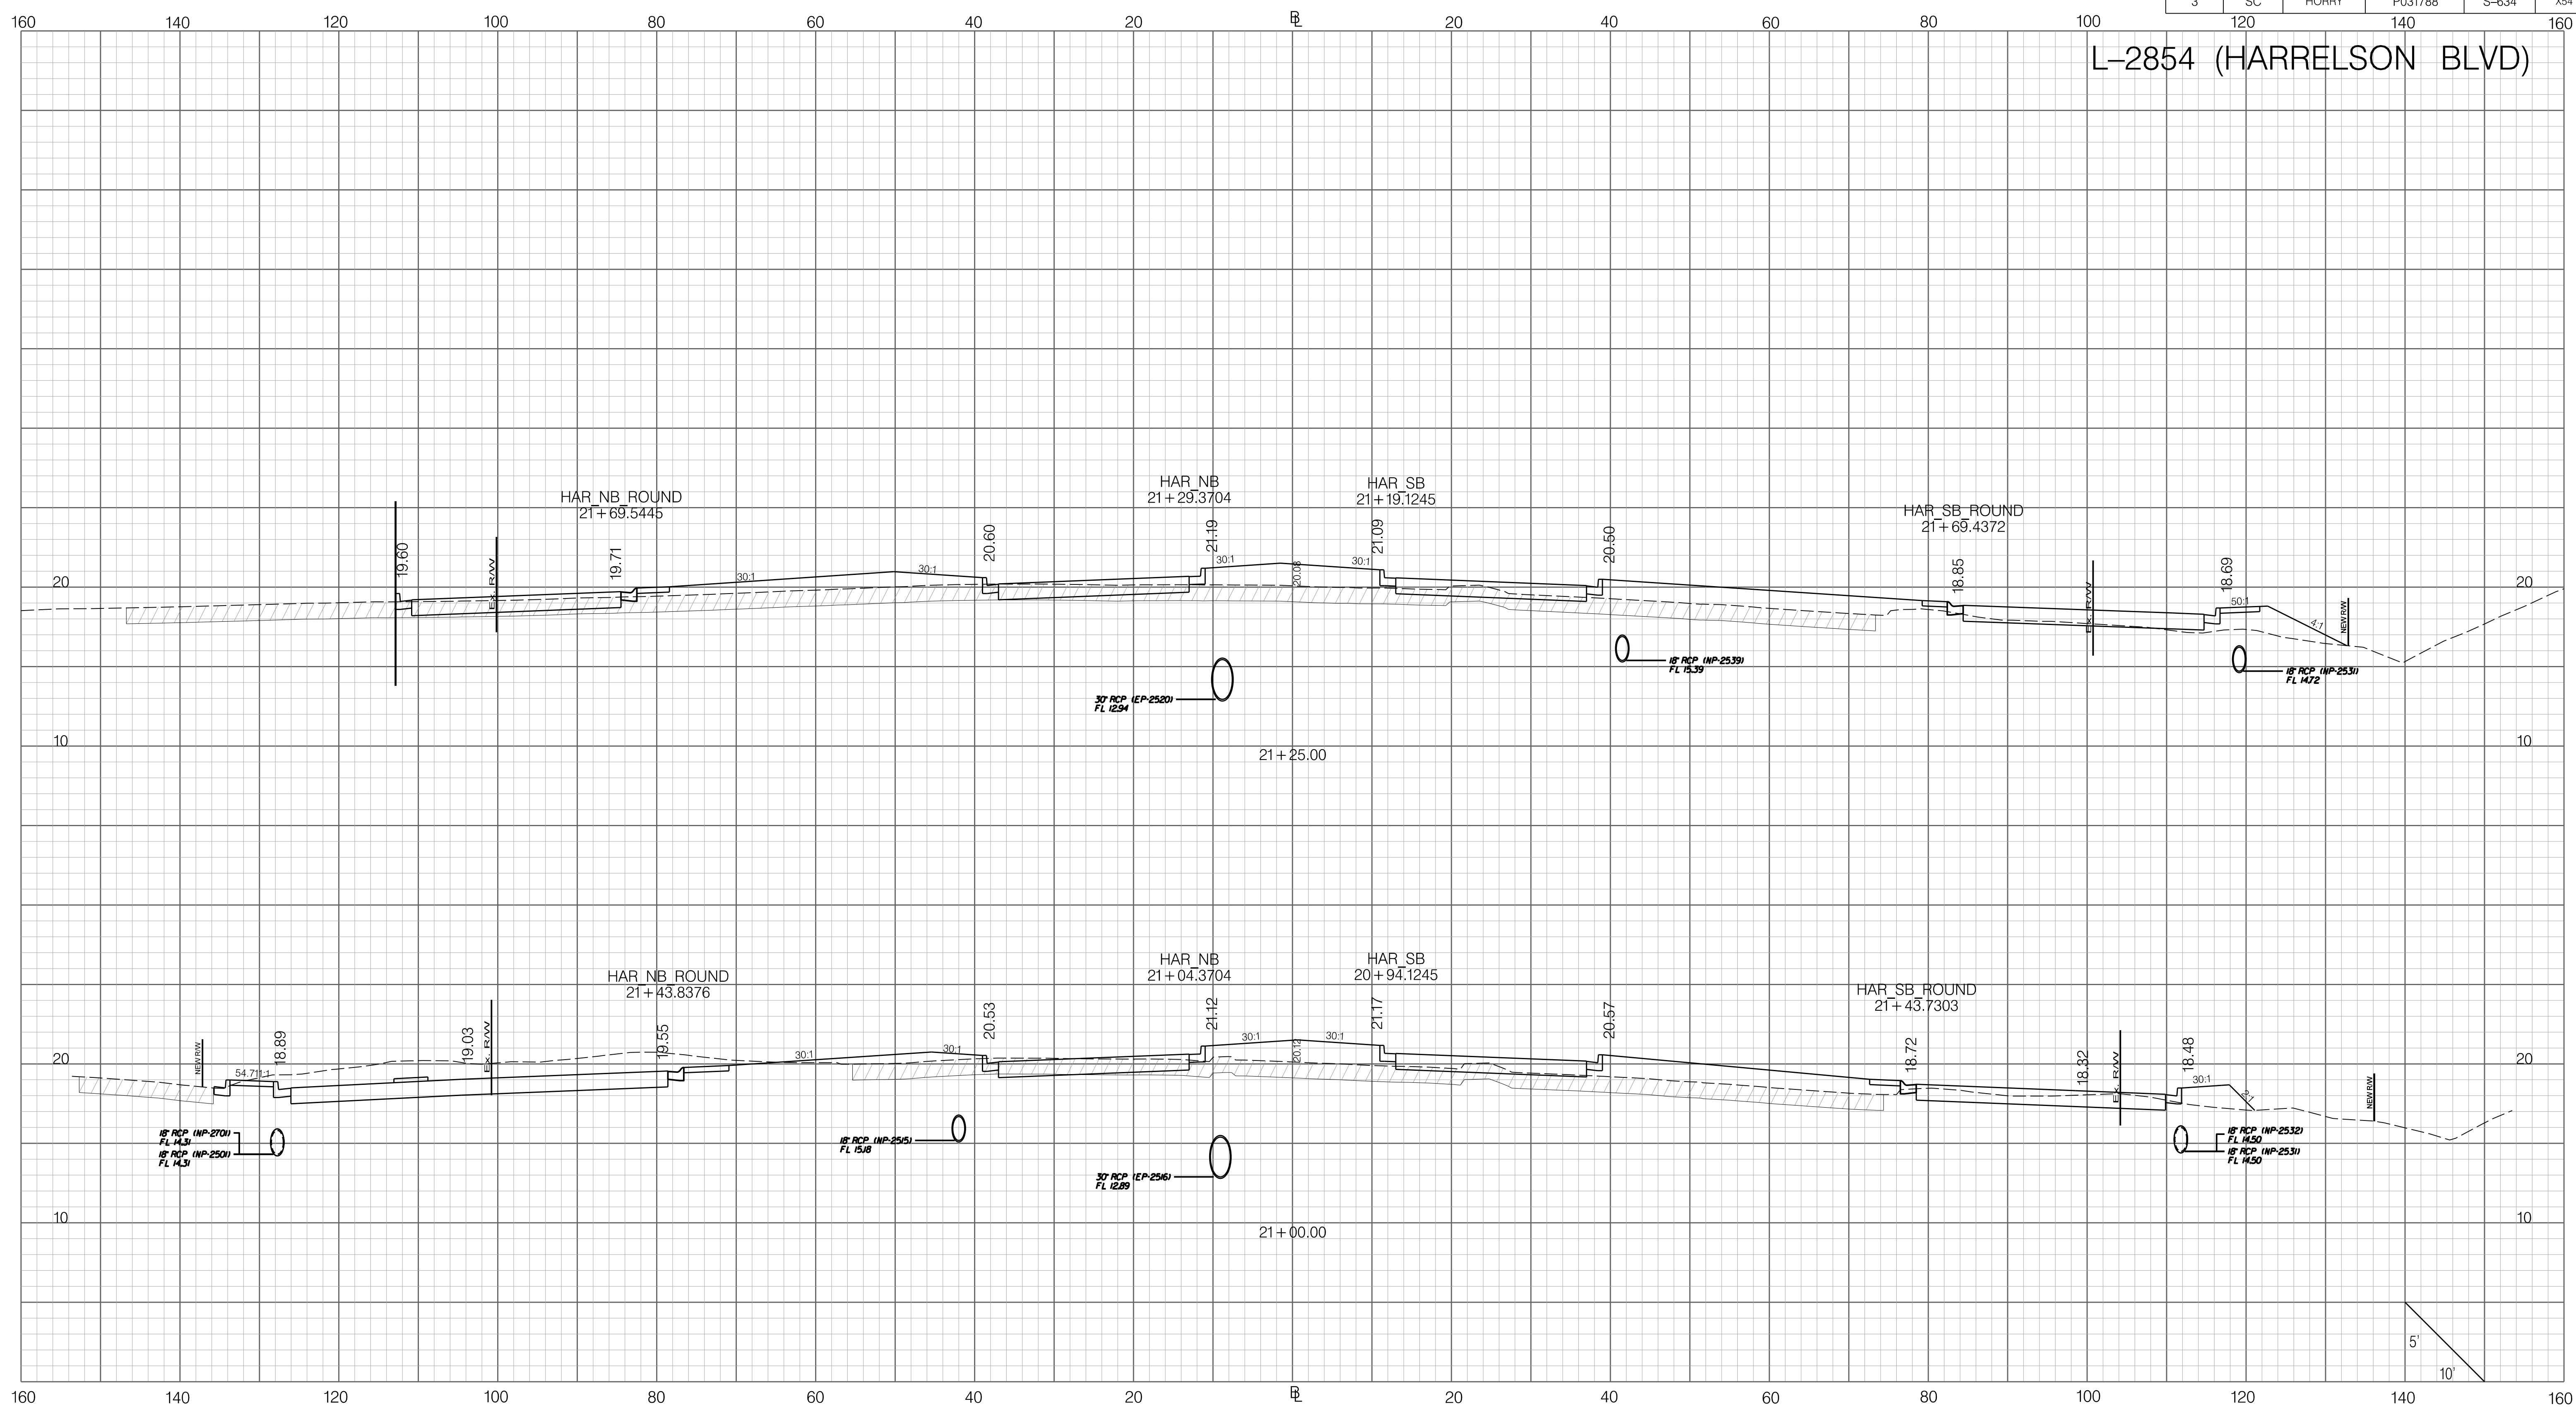 3 SC HORRY P031788 S-634 X54
160 140 120 100 80 60 40 20 BL 20 40 60 80 100 120 140 160
L-2854 (HARRELSON BLVD)
HAR_NB_ROUND
21+69.5445
HAR_NB
21+29.3704
HAR_SB
21+19.1245
HAR_SB_ROUND
21+69.4372
19.60
Ex. R/W
19.71
30:1
30:1
20.60
21.19
30:1
20.08
30:1
21.09
20.50
18.85
Ex. R/W
18.69
50:1
4:1
NEW R/W
20 20
18" RCP (NP-2539)
FL 15.39
18" RCP (NP-2531)
FL 14.72
30" RCP (EP-2520)
FL 12.94
10 10
21+25.00
HAR_NB_ROUND
21+43.8376
HAR_NB
21+04.3704
HAR_SB
20+94.1245
HAR_SB_ROUND
21+43.7303
NEW R/W
54.711:1
18.89
19.03
Ex. R/W
19.55
30:1
30:1
20.53
21.12
30:1
20.12
30:1
21.17
20.57
18.72
18.32
Ex. R/W
18.48
30:1
2:1
NEW R/W
20 20
18" RCP (NP-2701)
FL 14.31
18" RCP (NP-2501)
FL 14.31
18" RCP (NP-2515)
FL 15.18
30" RCP (EP-2516)
FL 12.89
18" RCP (NP-2532)
FL 14.50
18" RCP (NP-2531)
FL 14.50
10 10
21+00.00
5'
10'
160 140 120 100 80 60 40 20 BL 20 40 60 80 100 120 140 160